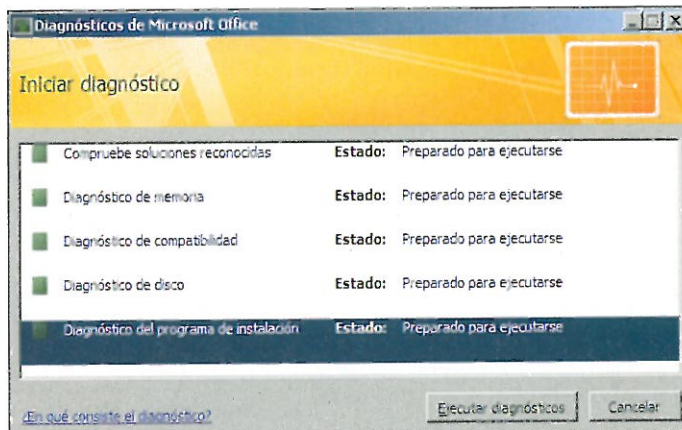 Diagnósticos de Microsoft Office
Iniciar diagnóstico
Compruebe soluciones reconocidas Estado: Preparado para ejecutarse
Diagnóstico de memoria Estado: Preparado para ejecutarse
Diagnóstico de compatibilidad Estado: Preparado para ejecutarse
Diagnóstico de disco Estado: Preparado para ejecutarse
Diagnóstico del programa de instalación Estado: Preparado para ejecutarse
¿En qué consiste el diagnóstico? Ejecutar diagnósticos Cancelar